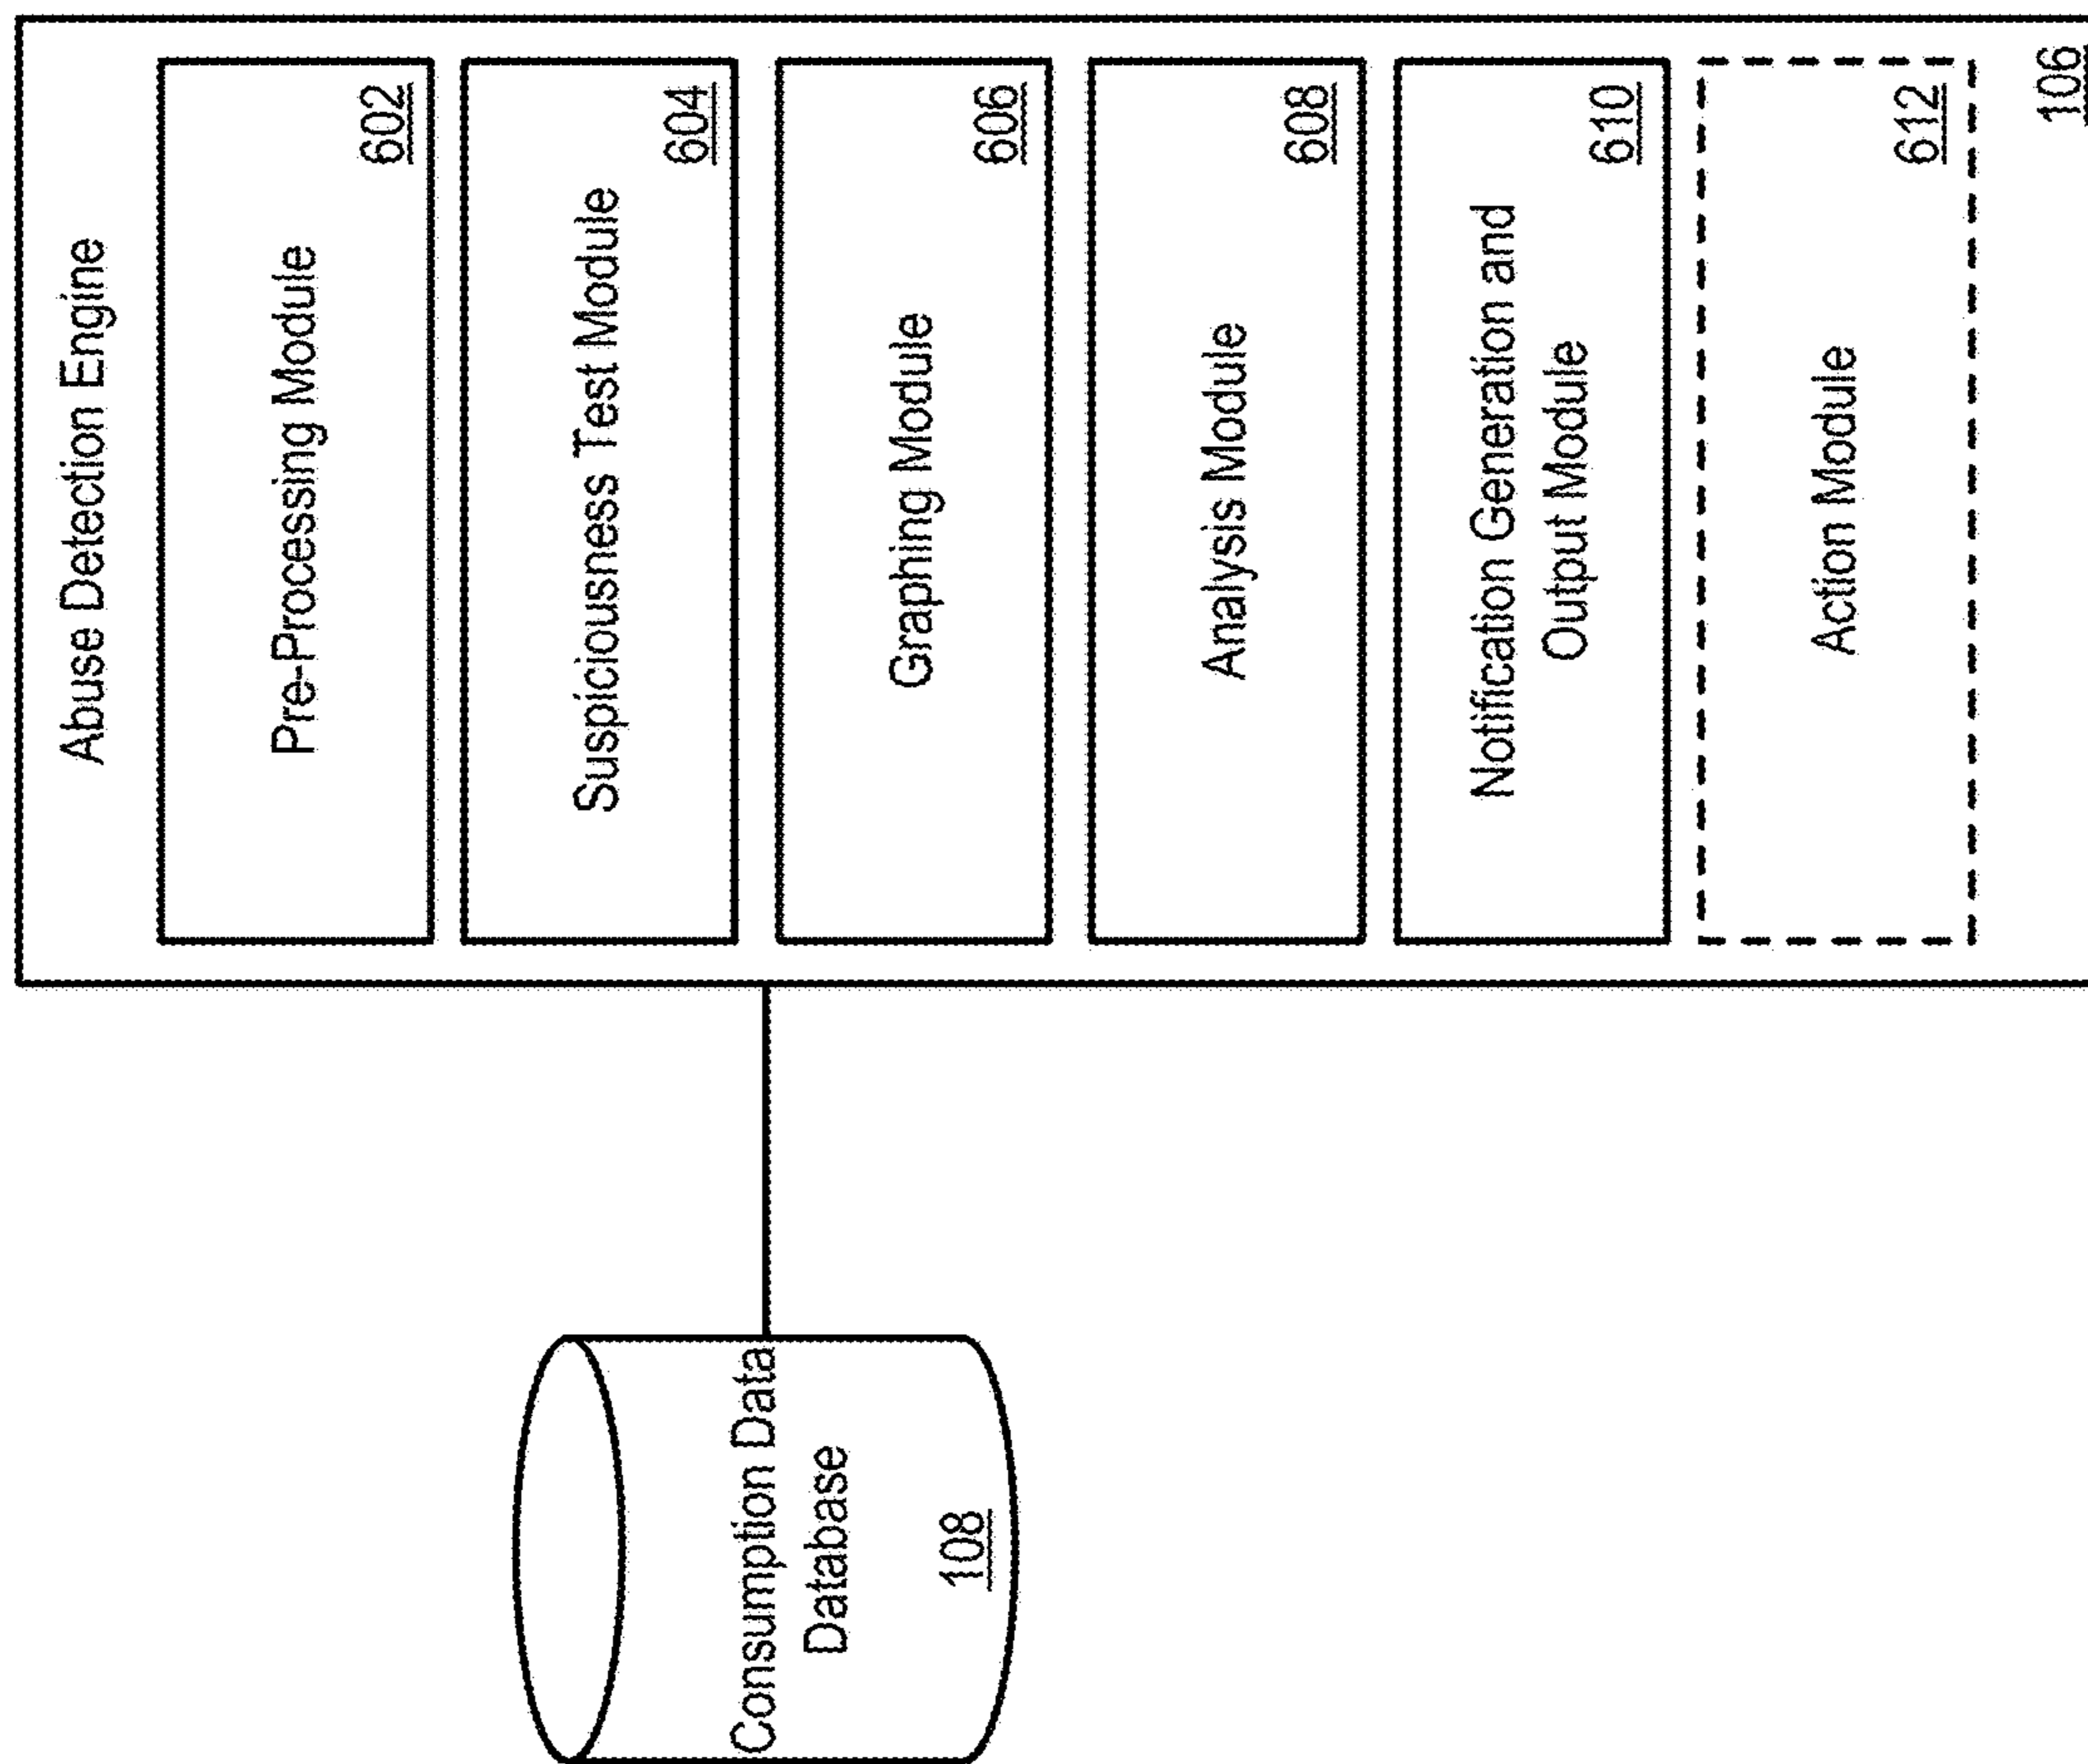 Abuse Detection Engine
Pre-Processing Module
602
Suspiciousness Test Module
604
Graphing Module
606
Analysis Module
608
Notification Generation and
Output Module
610
Action Module
612
106
Consumption Data
Database
108